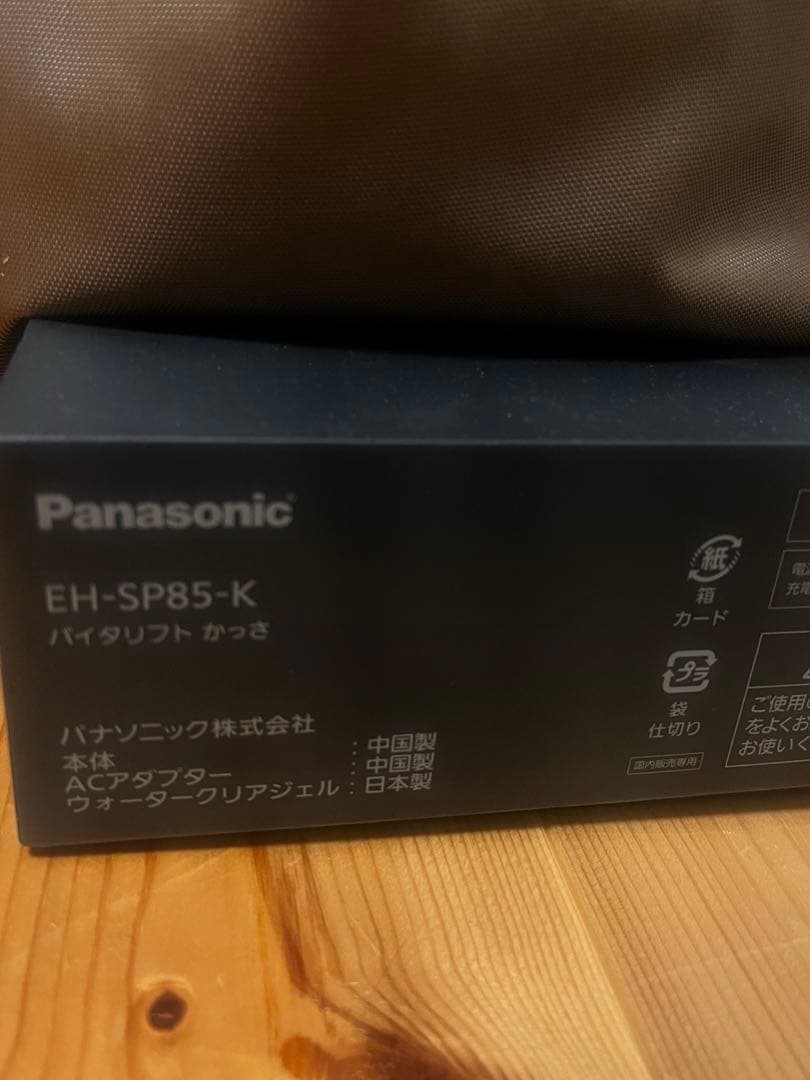 Panasonic
EH-SP85-K
バイタリフト かっさ
パナソニック株式会社
本体 : 中国製
ACアダプター : 中国製
ウォータークリアジェル : 日本製
紙
箱
カード
プラ
袋
仕切り
国内販売専用
電
充電
ご使用
をよくお
お使いく